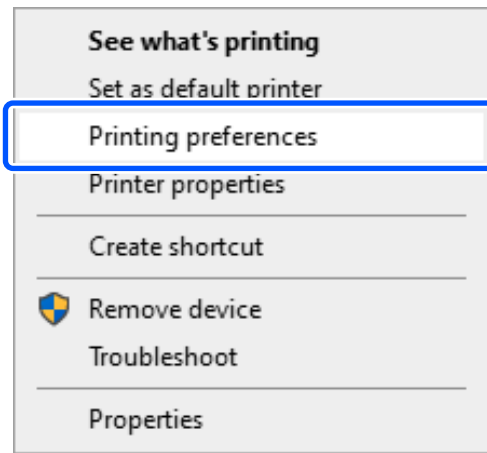 See what's printing
Set as default printer
Printing preferences
Printer properties
Create shortcut
Remove device
Troubleshoot
Properties